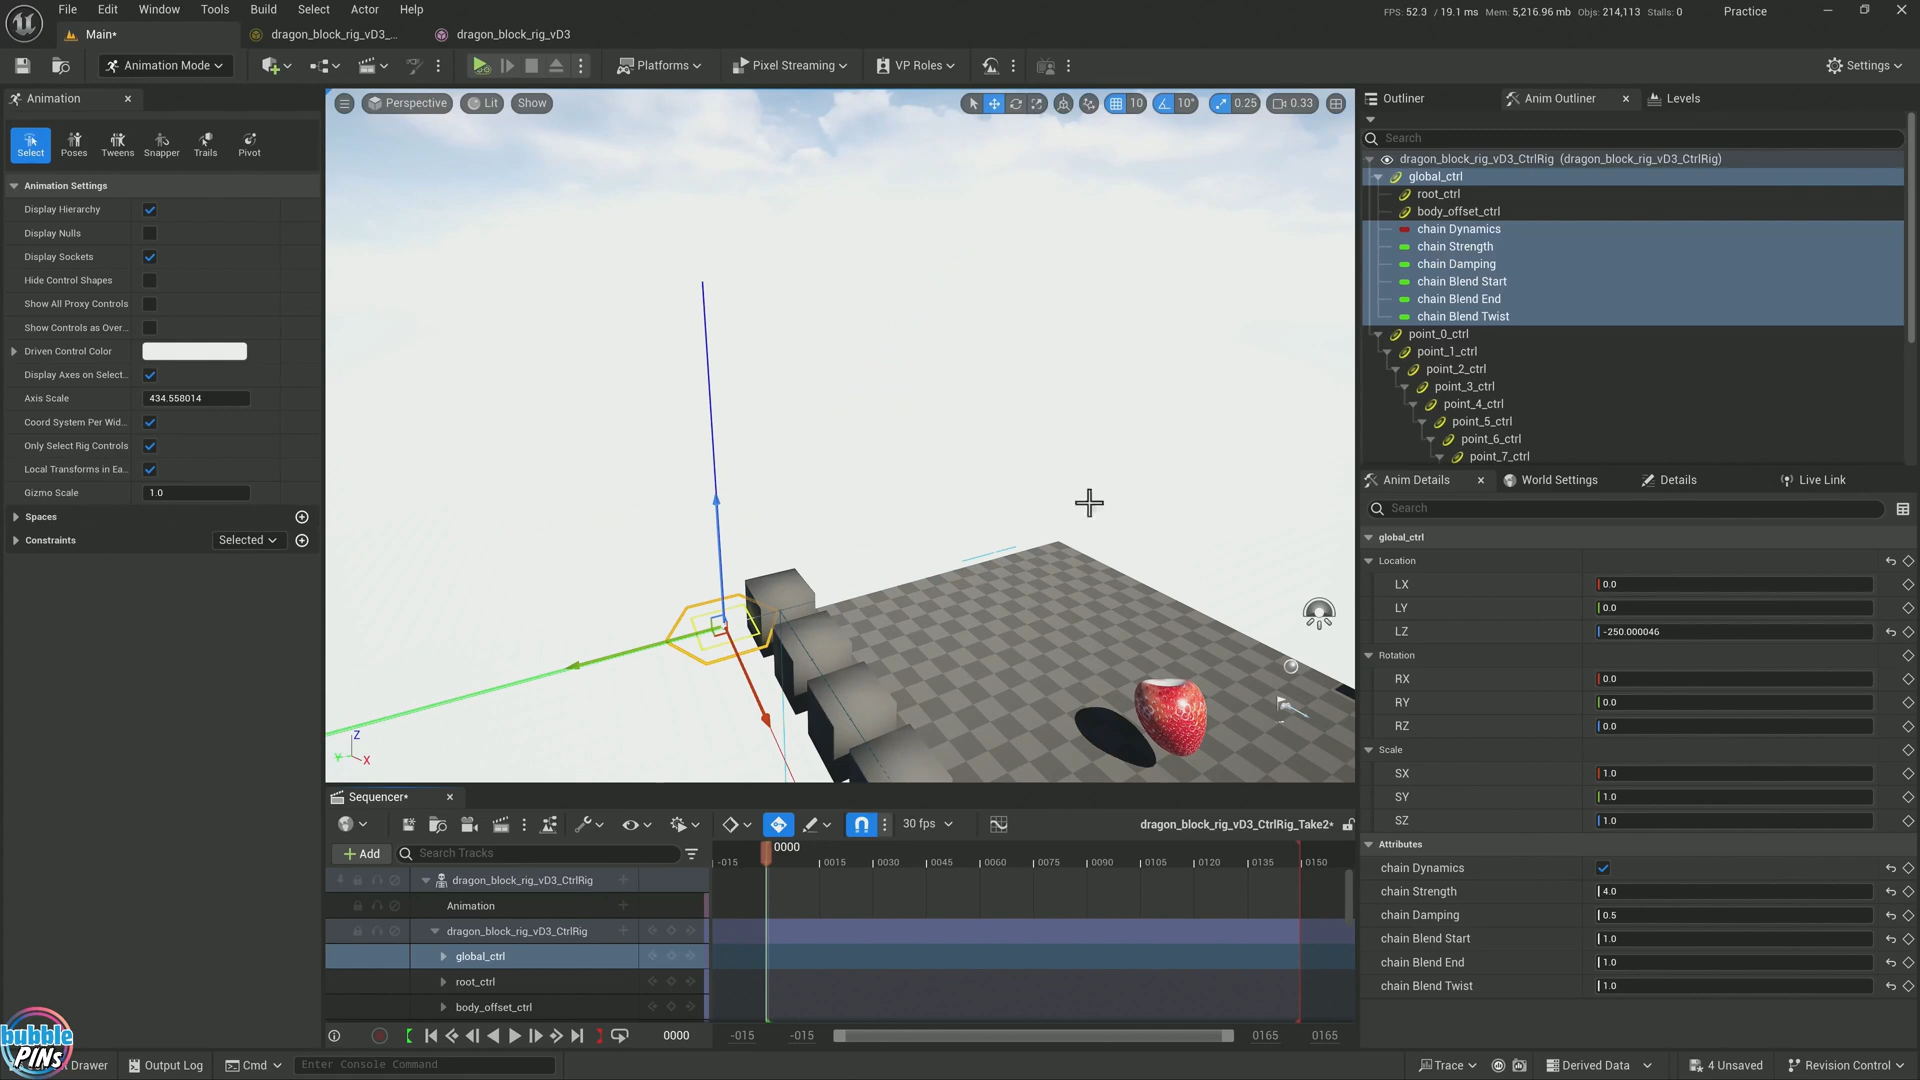 File Edit Window Tools Build Select Actor Help
FPS: 52.3 / 19.1 ms Mem: 5,216.96 mb Objs: 214,113 Stalls: 0 Practice
Main* dragon_block_rig_vD3_... dragon_block_rig_vD3
Animation Mode Platforms Pixel Streaming VP Roles Settings
Animation
Select Poses Tweens Snapper Trails Pivot
Animation Settings
Display Hierarchy
Display Nulls
Display Sockets
Hide Control Shapes
Show All Proxy Controls
Show Controls as Over...
Driven Control Color
Display Axes on Select...
Axis Scale 434.558014
Coord System Per Wid...
Only Select Rig Controls
Local Transforms in Ea...
Gizmo Scale 1.0
Spaces
Constraints Selected
Perspective Lit Show 10 10° 0.25 0.33
Z
Y
X
Outliner Anim Outliner Levels
Search
dragon_block_rig_vD3_CtrlRig (dragon_block_rig_vD3_CtrlRig)
global_ctrl
root_ctrl
body_offset_ctrl
chain Dynamics
chain Strength
chain Damping
chain Blend Start
chain Blend End
chain Blend Twist
point_0_ctrl
point_1_ctrl
point_2_ctrl
point_3_ctrl
point_4_ctrl
point_5_ctrl
point_6_ctrl
point_7_ctrl
Anim Details World Settings Details Live Link
Search
global_ctrl
Location
LX 0.0
LY 0.0
LZ -250.000046
Rotation
RX 0.0
RY 0.0
RZ 0.0
Scale
SX 1.0
SY 1.0
SZ 1.0
Attributes
chain Dynamics
chain Strength 4.0
chain Damping 0.5
chain Blend Start 1.0
chain Blend End 1.0
chain Blend Twist 1.0
Sequencer*
30 fps dragon_block_rig_vD3_CtrlRig_Take2*
Add Search Tracks
0000
-015 0015 0030 0045 0060 0075 0090 0105 0120 0135 0150
dragon_block_rig_vD3_CtrlRig
Animation
dragon_block_rig_vD3_CtrlRig
global_ctrl
root_ctrl
body_offset_ctrl
0000 -015 -015 0165 0165
bubble
PINS
Drawer Output Log Cmd Enter Console Command Trace Derived Data 4 Unsaved Revision Control